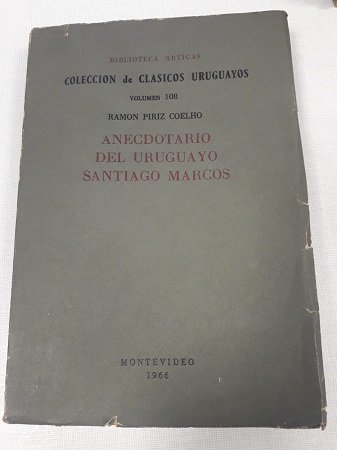 BIBLIOTECA ARTIGAS
COLECCION de CLASICOS URUGUAYOS
VOLUMEN 108
RAMON PIRIZ COELHO
ANECDOTARIO
DEL URUGUAYO
SANTIAGO MARCOS
MONTEVIDEO
1966